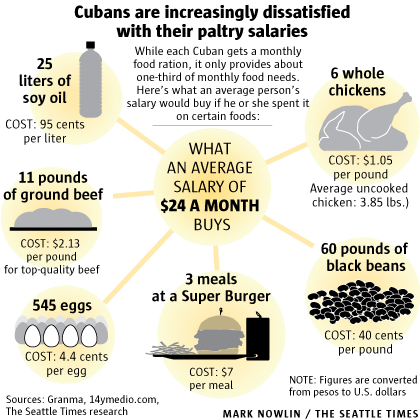 Cubans are increasingly dissatisfied
with their paltry salaries
While each Cuban gets a monthly
food ration, it only provides about
one-third of monthly food needs.
Here's what an average person's
salary would buy if he or she spent it
on certain foods:
25
liters of
soy oil
COST: 95 cents
per liter
6 whole
chickens
COST: $1.05
per pound
Average uncooked
chicken: 3.85 lbs.)
WHAT
AN AVERAGE
SALARY OF
$24 A MONTH
BUYS
11 pounds
of ground beef
COST: $2.13
per pound
for top-quality beef
60 pounds of
black beans
COST: 40 cents
per pound
545 eggs
COST: 4.4 cents
per egg
3 meals
at a Super Burger
COST: $7
per meal
NOTE: Figures are converted
from pesos to U.S. dollars
Sources: Granma, 14ymedio.com,
The Seattle Times research
MARK NOWLIN / THE SEATTLE TIMES